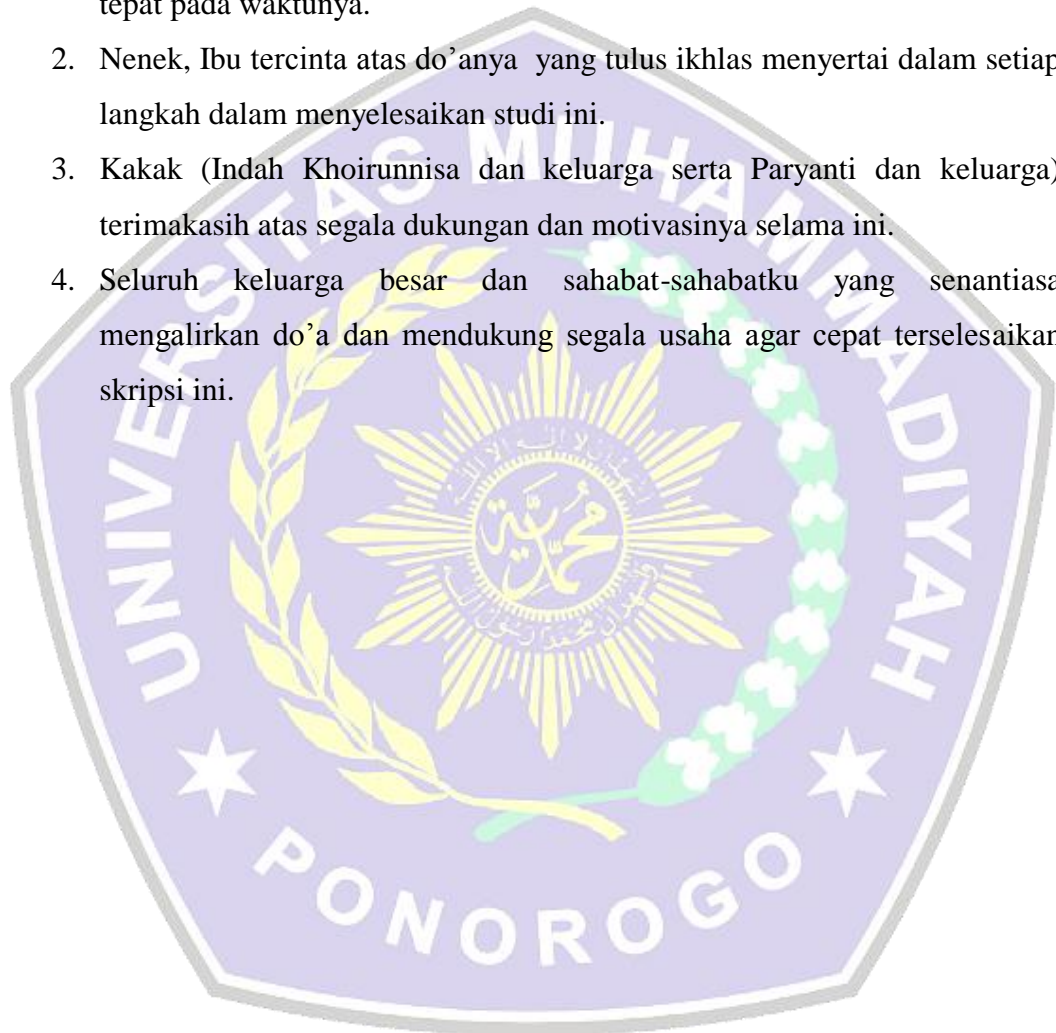 tepat pada waktunya.
2. Nenek, Ibu tercinta atas do’anya yang tulus ikhlas menyertai dalam setiap
langkah dalam menyelesaikan studi ini.
3. Kakak (Indah Khoirunnisa dan keluarga serta Paryanti dan keluarga)
terimakasih atas segala dukungan dan motivasinya selama ini.
4. Seluruh keluarga besar dan sahabat-sahabatku yang senantiasa
mengalirkan do’a dan mendukung segala usaha agar cepat terselesaikan
skripsi ini.
UNIVERSITAS MUHAMMADIYAH
PONOROGO